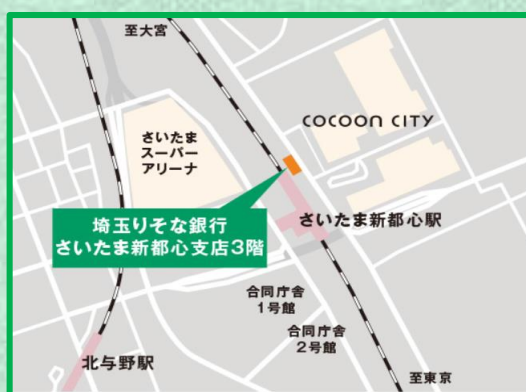 至大宮
COCOON CITY
さいたま
スーパー
アリーナ
埼玉りそな銀行
さいたま新都心支店3階
さいたま新都心駅
合同庁舎
1号館
合同庁舎
2号館
北与野駅
至東京